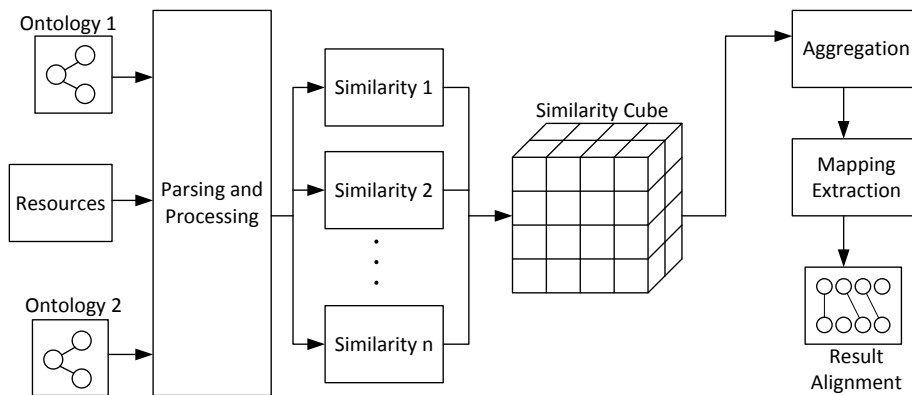 Ontology 1
Resources
Ontology 2
Parsing and
Processing
Similarity 1
Similarity 2
Similarity n
Similarity Cube
Aggregation
Mapping
Extraction
Result
Alignment